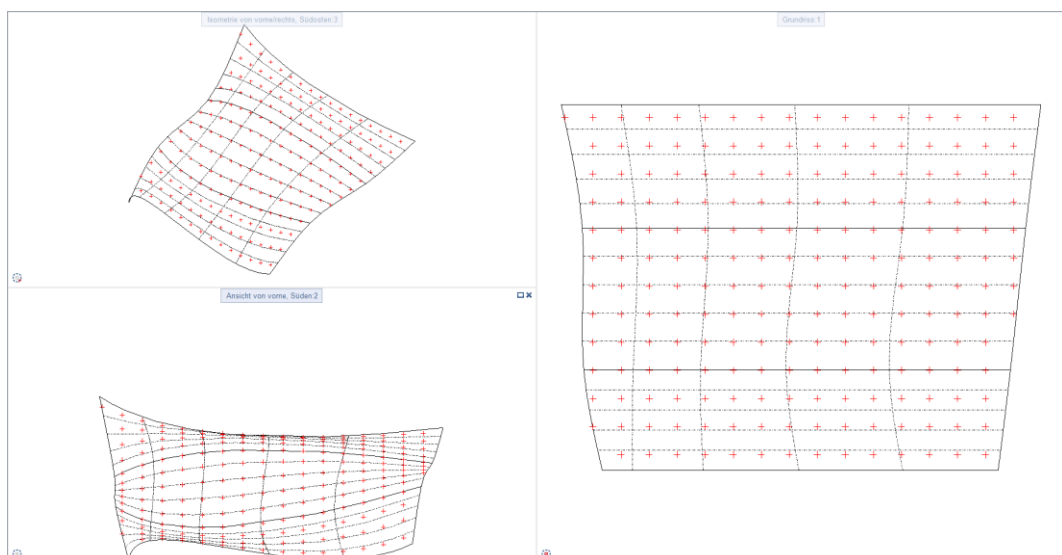 Isometrie von vorne/rechts, Südosten:3
Grundriss:1
Ansicht von vorne, Süden:2